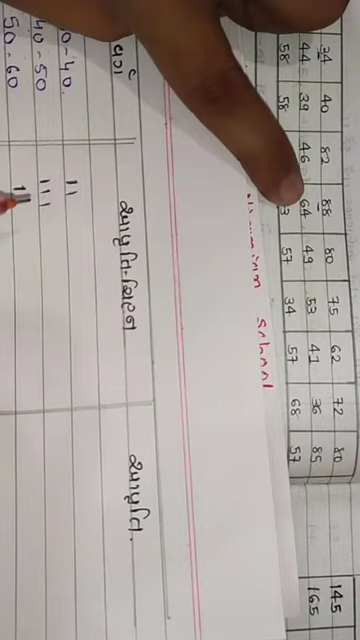 34 40 82 88 80 75 62 72 80 145
44 39 46 64 49 53 41 36 85 165
58 58 3 57 34 57 68 57
School
વર્ગ આવૃત્તિ-ચિહ્ન આવૃત્તિ.
0-40. ||
40-50 |||
50-60 |